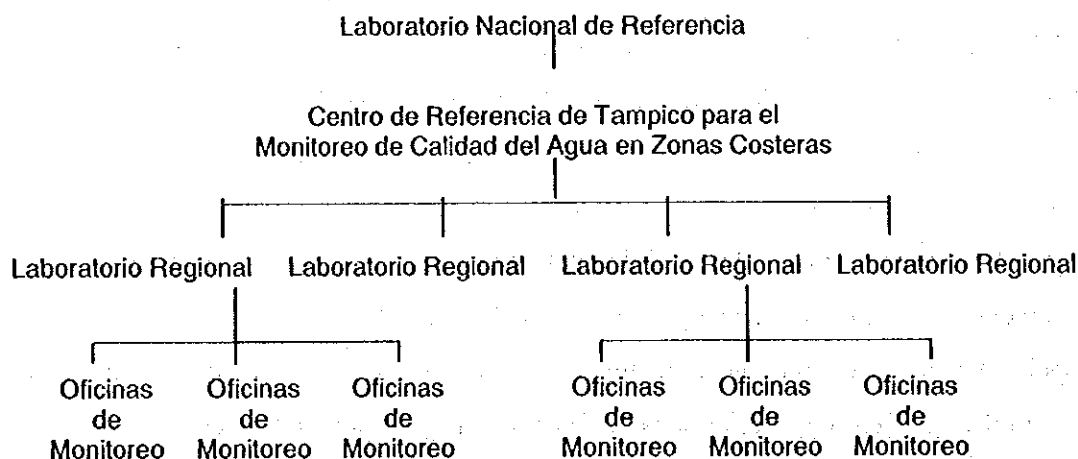 Laboratorio Nacional de Referencia
Centro de Referencia de Tampico para el
Monitoreo de Calidad del Agua en Zonas Costeras
Laboratorio Regional Laboratorio Regional Laboratorio Regional Laboratorio Regional
Oficinas Oficinas Oficinas Oficinas Oficinas Oficinas
de de de de de de
Monitoreo Monitoreo Monitoreo Monitoreo Monitoreo Monitoreo